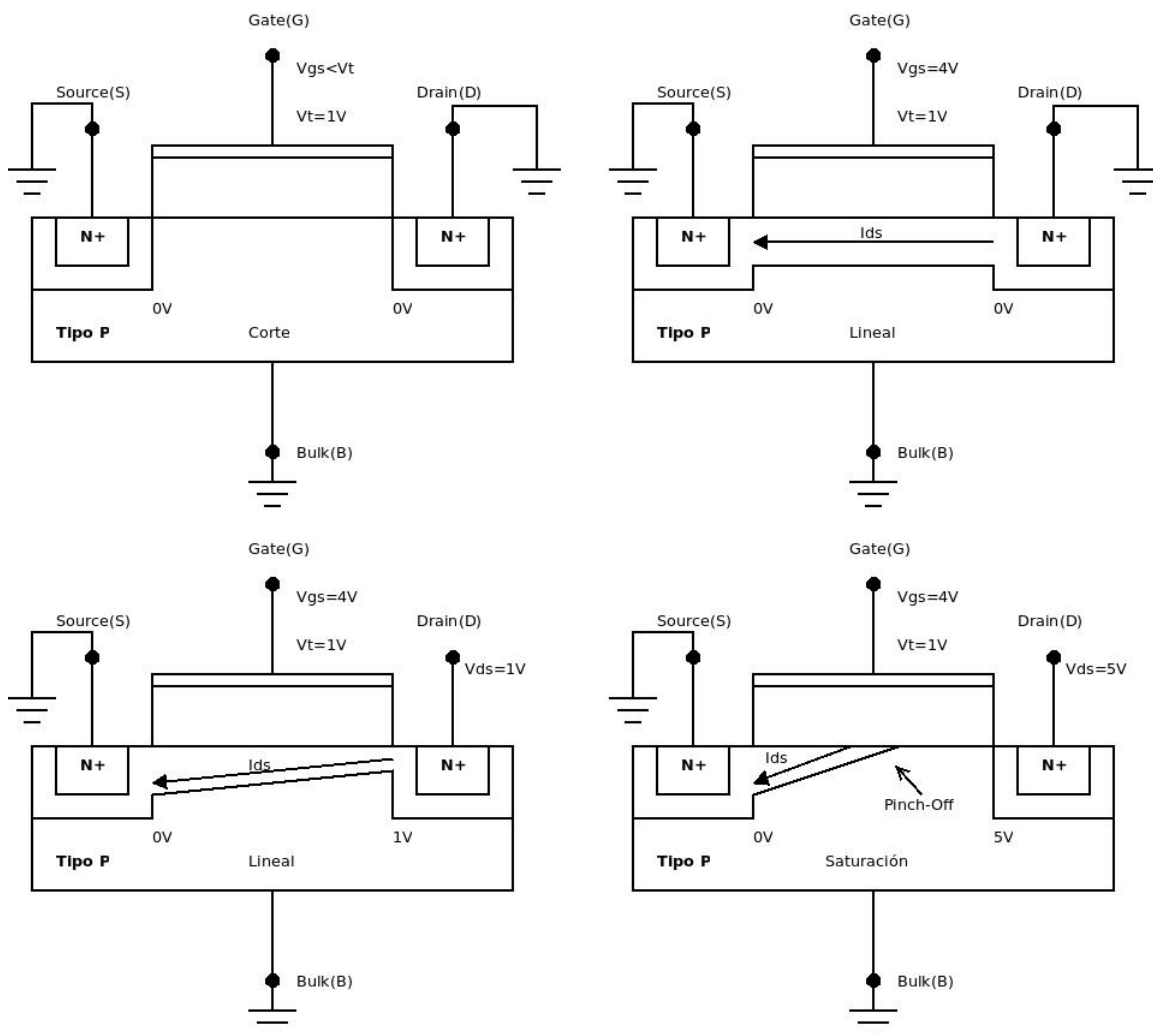 Gate(G)
Vgs<Vt
Source(S)
Drain(D)
Vt=1V
N+
N+
0V
0V
Tipo P
Corte
Bulk(B)
Gate(G)
Vgs=4V
Source(S)
Drain(D)
Vt=1V
N+
Ids
N+
0V
0V
Tipo P
Lineal
Bulk(B)
Gate(G)
Vgs=4V
Source(S)
Drain(D)
Vt=1V
Vds=1V
N+
Ids
N+
0V
1V
Tipo P
Lineal
Bulk(B)
Gate(G)
Vgs=4V
Source(S)
Drain(D)
Vt=1V
Vds=5V
N+
Ids
N+
Pinch-Off
0V
5V
Tipo P
Saturación
Bulk(B)